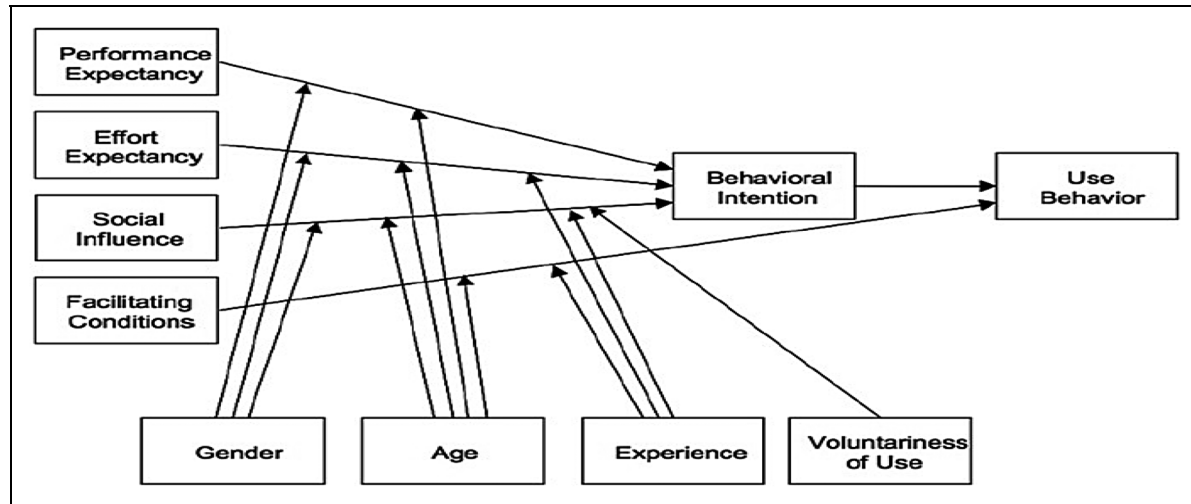 Performance
Expectancy
Effort
Expectancy
Social
Influence
Facilitating
Conditions
Behavioral
Intention
Use
Behavior
Gender
Age
Experience
Voluntariness
of Use